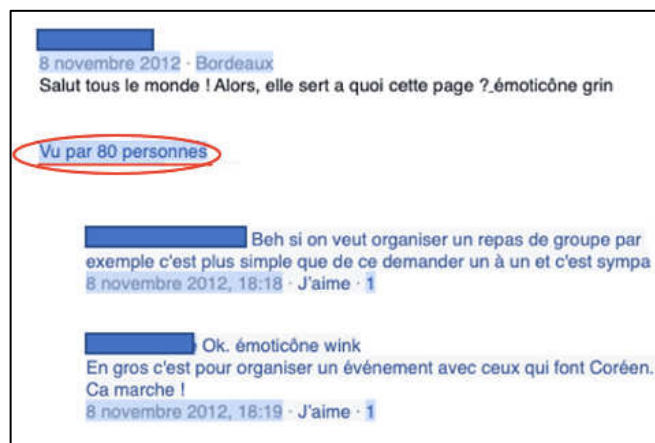 8 novembre 2012 · Bordeaux
Salut tous le monde ! Alors, elle sert a quoi cette page ? émoticône grin
Vu par 80 personnes
Beh si on veut organiser un repas de groupe par
exemple c'est plus simple que de ce demander un à un et c'est sympa
8 novembre 2012, 18:18 · J'aime · 1
Ok. émoticône wink
En gros c'est pour organiser un événement avec ceux qui font Coréen.
Ca marche !
8 novembre 2012, 18:19 · J'aime · 1